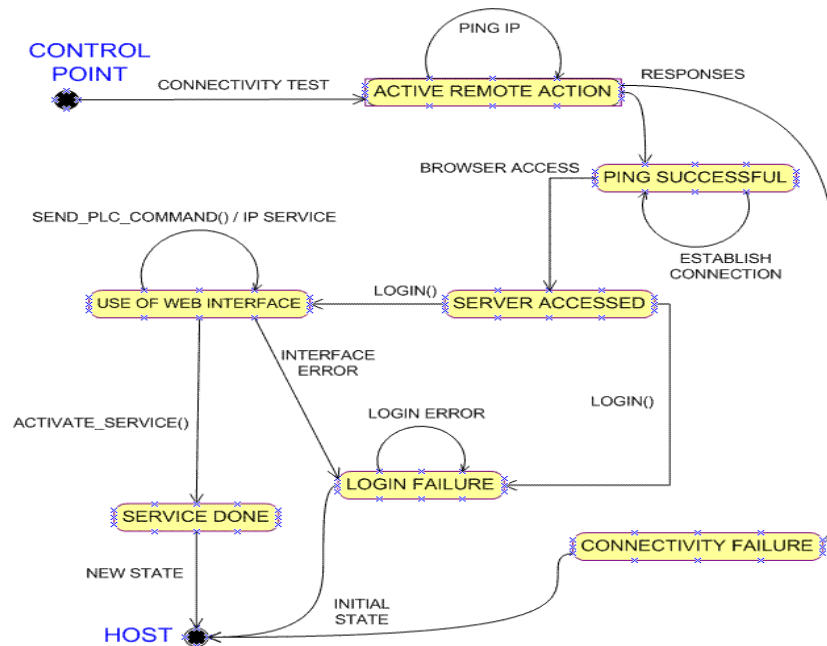 PING IP
CONTROL
POINT
CONNECTIVITY TEST
ACTIVE REMOTE ACTION
RESPONSES
BROWSER ACCESS
PING SUCCESSFUL
SEND_PLC_COMMAND() / IP SERVICE
ESTABLISH
CONNECTION
USE OF WEB INTERFACE
LOGIN()
SERVER ACCESSED
INTERFACE
ERROR
LOGIN()
ACTIVATE_SERVICE()
LOGIN ERROR
LOGIN FAILURE
SERVICE DONE
CONNECTIVITY FAILURE
NEW STATE
INITIAL
STATE
HOST